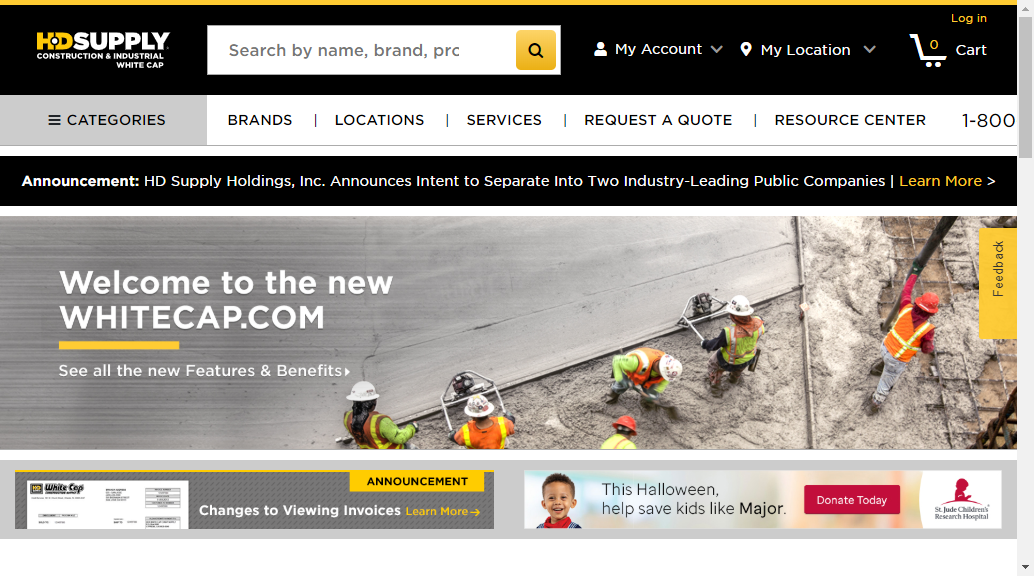 Log in
HDSUPPLY
CONSTRUCTION & INDUSTRIAL
WHITE CAP
Search by name, brand, prc
My Account
My Location
0
Cart
CATEGORIES
BRANDS | LOCATIONS | SERVICES | REQUEST A QUOTE | RESOURCE CENTER
1-800
Announcement: HD Supply Holdings, Inc. Announces Intent to Separate Into Two Industry-Leading Public Companies | Learn More >
Feedback
Welcome to the new
WHITECAP.COM
See all the new Features & Benefits
White Cap
ANNOUNCEMENT
Changes to Viewing Invoices Learn More
This Halloween,
help save kids like Major.
Donate Today
St. Jude Children's
Research Hospital